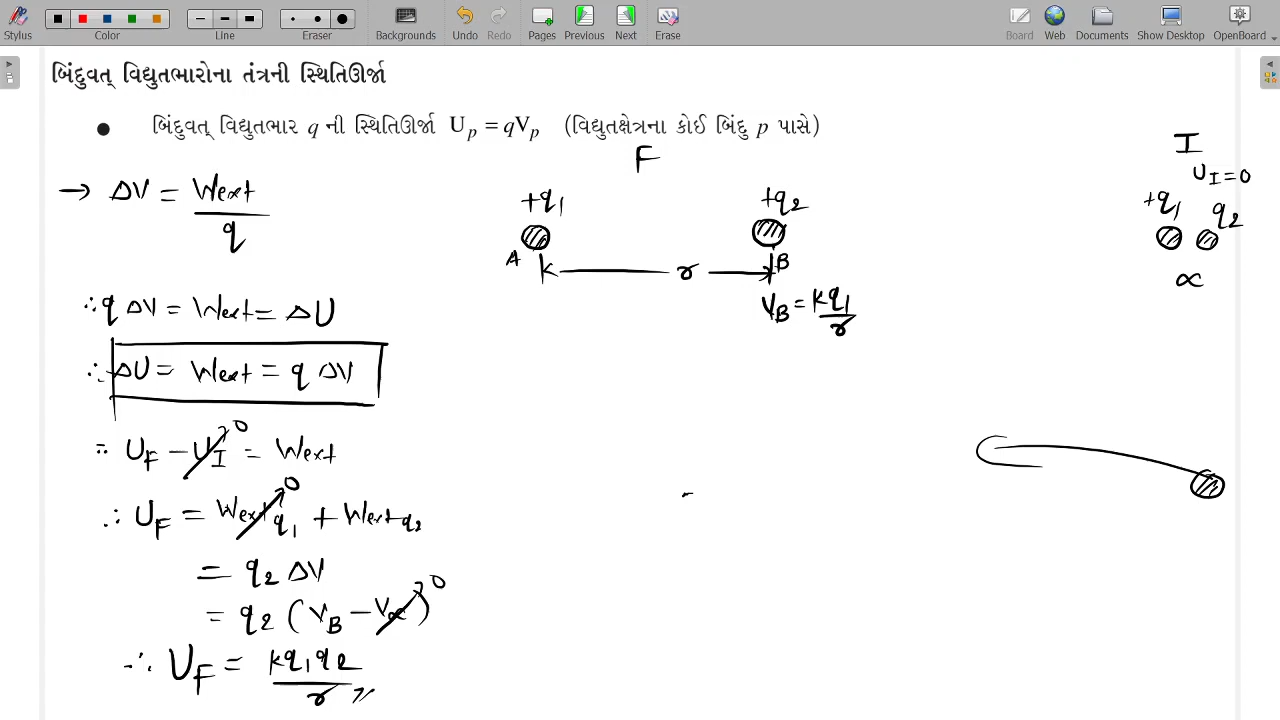 Stylus Color Line Eraser Backgrounds Undo Redo Pages Previous Next Erase Board Web Documents Show Desktop OpenBoard
બિંદુવત્ વિદ્યુતભારોના તંત્રની સ્થિતિઊર્જા
● બિંદુવત્ વિદ્યુતભાર q ની સ્થિતિઊર્જા U_p = qV_p (વિદ્યુતક્ષેત્રના કોઈ બિંદુ p પાસે)
F
I
U_I = 0
→ ΔV = Wext / q
+q1 +q2
+q1 q2
A B
r
∝
V_B = kq1 / r
∴ q ΔV = Wext = ΔU
∴ ΔU = Wext = q ΔV
∴ U_F − U_I = Wext
0
∴ U_F = Wext q1 + Wext q2
0
= q2 ΔV
= q2 (V_B − V∝)
0
∴ U_F = kq1q2 / r